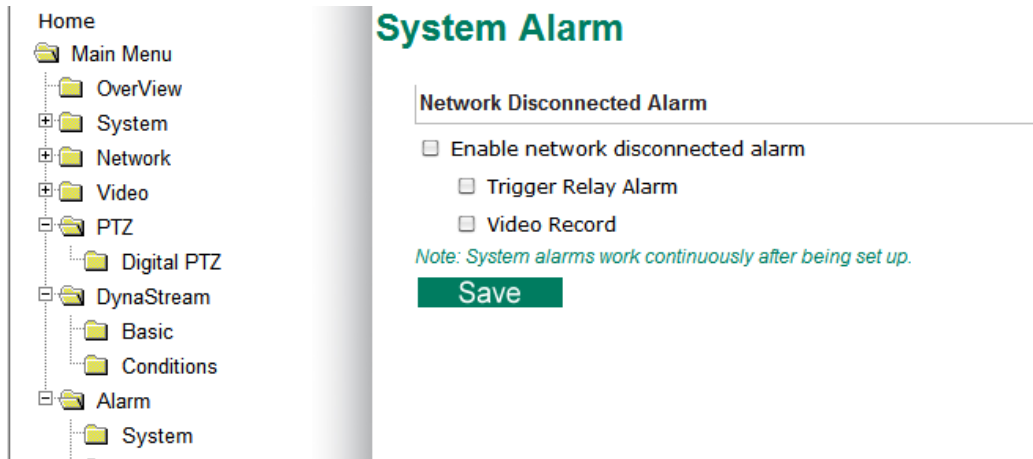 Home
Main Menu
OverView
System
Network
Video
PTZ
Digital PTZ
DynaStream
Basic
Conditions
Alarm
System
System Alarm
Network Disconnected Alarm
Enable network disconnected alarm
Trigger Relay Alarm
Video Record
Note: System alarms work continuously after being set up.
Save